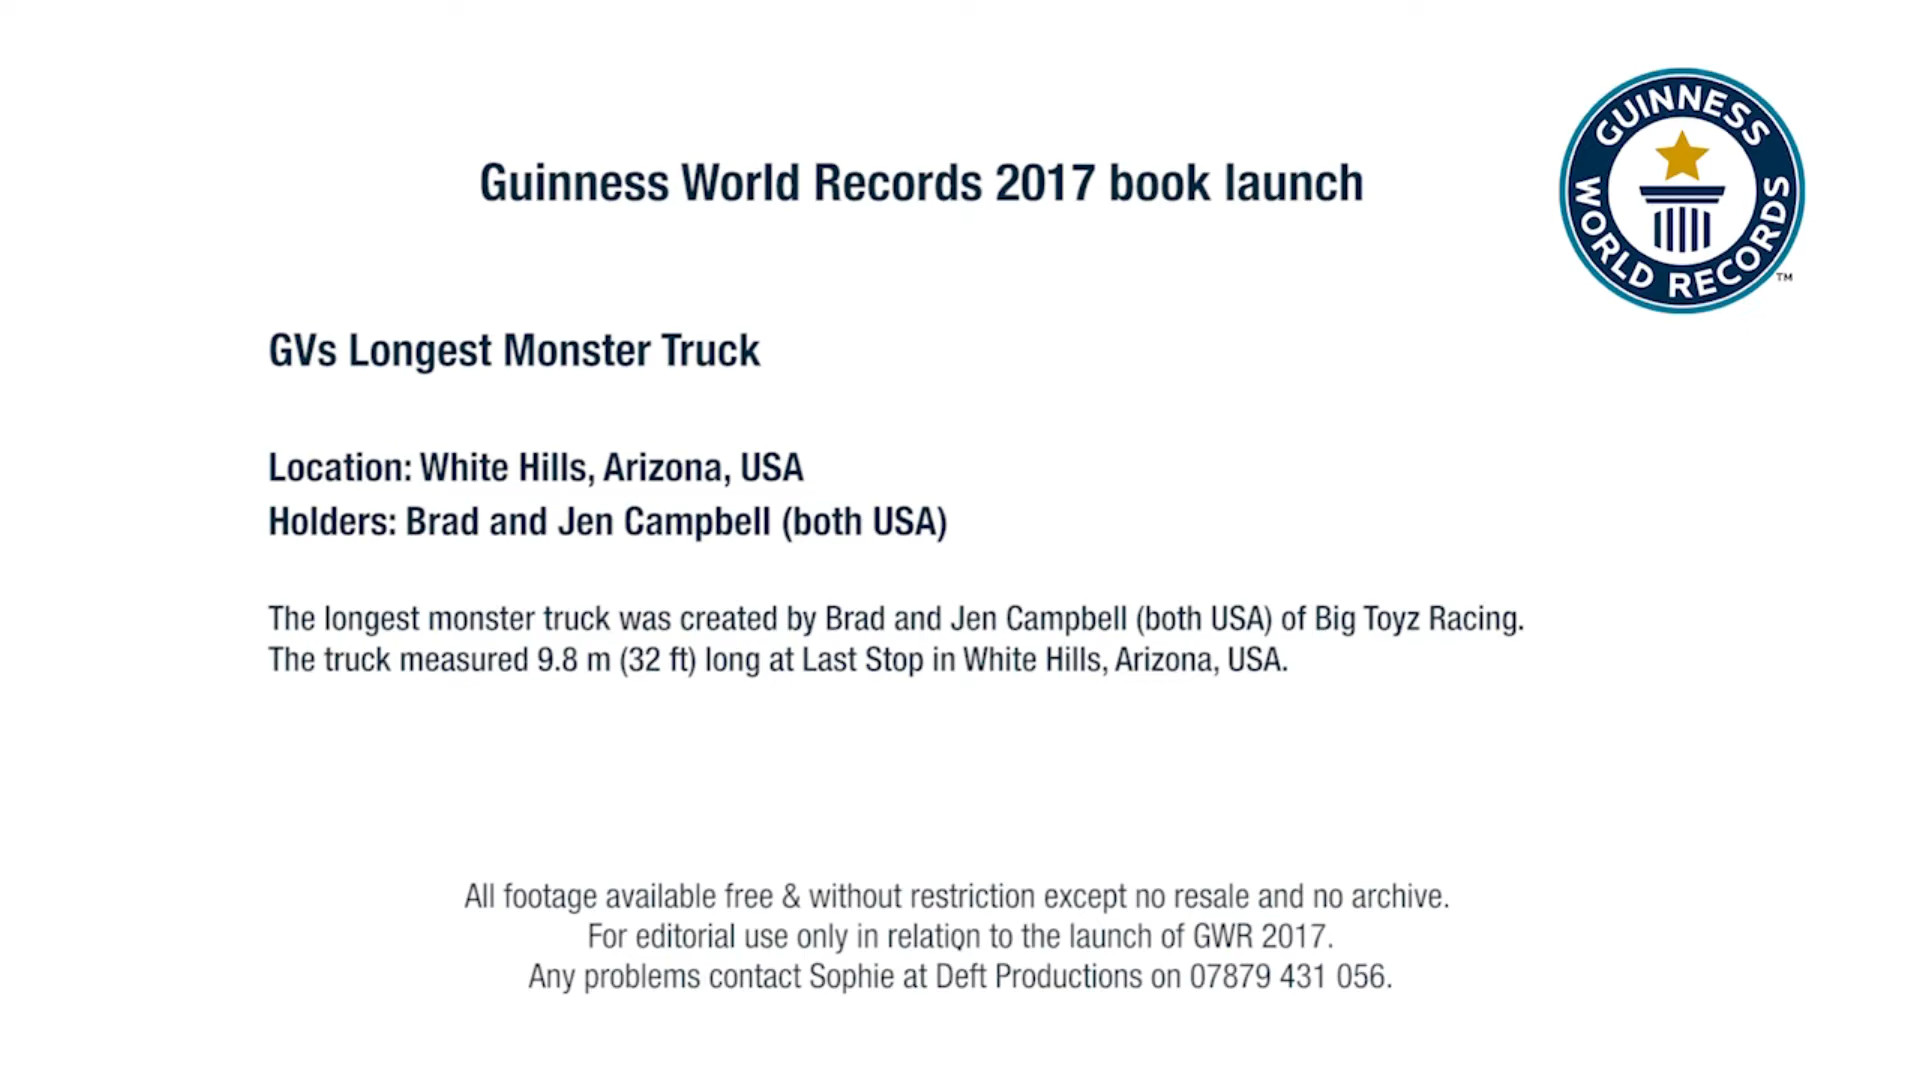 Guinness World Records 2017 book launch
GUINNESS
WORLD RECORDS
TM
GVs Longest Monster Truck
Location: White Hills, Arizona, USA
Holders: Brad and Jen Campbell (both USA)
The longest monster truck was created by Brad and Jen Campbell (both USA) of Big Toyz Racing.
The truck measured 9.8 m (32 ft) long at Last Stop in White Hills, Arizona, USA.
All footage available free & without restriction except no resale and no archive.
For editorial use only in relation to the launch of GWR 2017.
Any problems contact Sophie at Deft Productions on 07879 431 056.